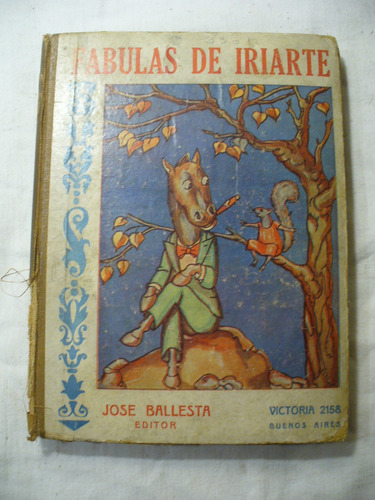 FABULAS DE IRIARTE
JOSE BALLESTA
EDITOR
VICTORIA 2158
BUENOS AIRES